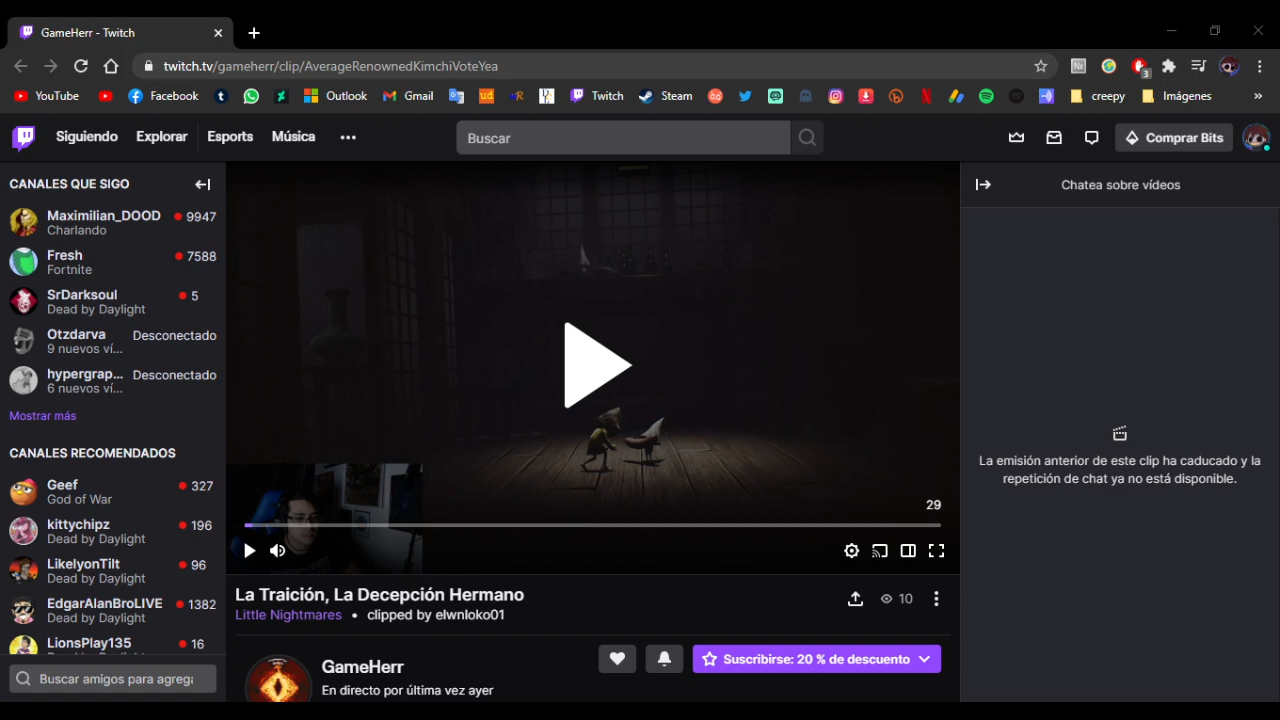 GameHerr - Twitch
twitch.tv/gameherr/clip/AverageRenownedKimchiVoteYea
3
YouTube Facebook Outlook Gmail Twitch Steam creepy Imágenes »
Siguiendo Explorar Esports Música
Buscar
Comprar Bits
CANALES QUE SIGO
Maximilian_DOOD 9947
Charlando
Fresh 7588
Fortnite
SrDarksoul 5
Dead by Daylight
Otzdarva Desconectado
9 nuevos ví...
hypergrap... Desconectado
6 nuevos ví...
Mostrar más
CANALES RECOMENDADOS
Geef 327
God of War
kittychipz 196
Dead by Daylight
LikelyonTilt 96
Dead by Daylight
EdgarAlanBroLIVE 1382
Dead by Daylight
LionsPlay135 16
Buscar amigos para agrega
29
La Traición, La Decepción Hermano
Little Nightmares • clipped by elwnloko01
10
GameHerr
En directo por última vez ayer
Suscribirse: 20 % de descuento
Chatea sobre vídeos
La emisión anterior de este clip ha caducado y la
repetición de chat ya no está disponible.